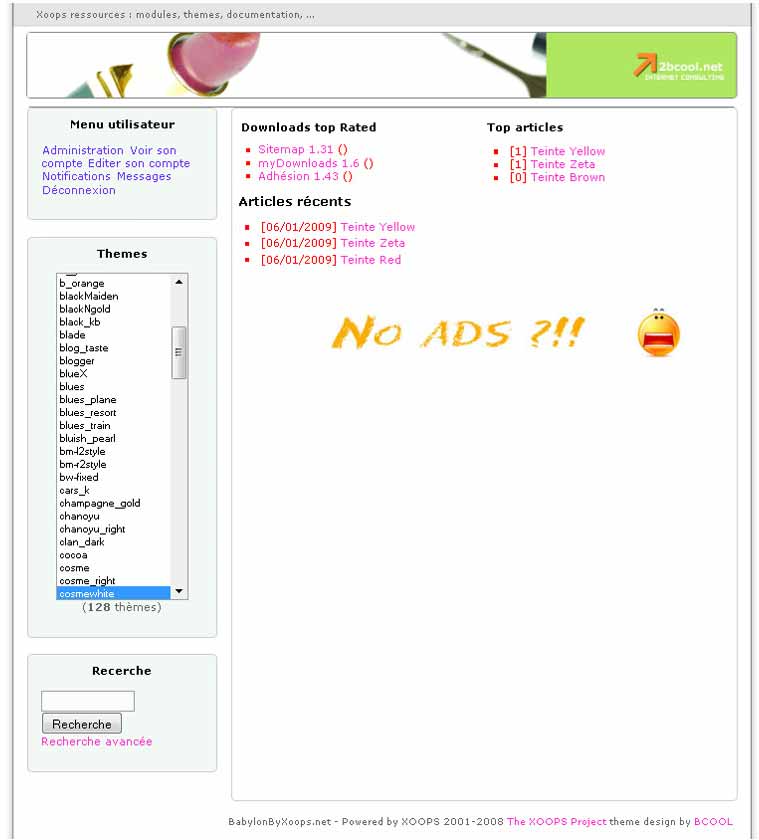 Xoops ressources : modules, themes, documentation, ...
2bcool.net
INTERNET CONSULTING
Menu utilisateur
Administration Voir son
compte Editer son compte
Notifications Messages
Déconnexion
Themes
b_orange
blackMaiden
blackNgold
black_kb
blade
blog_taste
blogger
blueX
blues
blues_plane
blues_resort
blues_train
bluish_pearl
bm-l2style
bm-r2style
bw-fixed
cars_k
champagne_gold
chanoyu
chanoyu_right
clan_dark
cocoa
cosme
cosme_right
cosmewhite
(128 thèmes)
Recerche
Recherche
Recherche avancée
Downloads top Rated
Sitemap 1.31 ()
myDownloads 1.6 ()
Adhésion 1.43 ()
Top articles
[1] Teinte Yellow
[1] Teinte Zeta
[0] Teinte Brown
Articles récents
[06/01/2009] Teinte Yellow
[06/01/2009] Teinte Zeta
[06/01/2009] Teinte Red
No ADS ?!!
BabylonByXoops.net - Powered by XOOPS 2001-2008 The XOOPS Project theme design by BCOOL